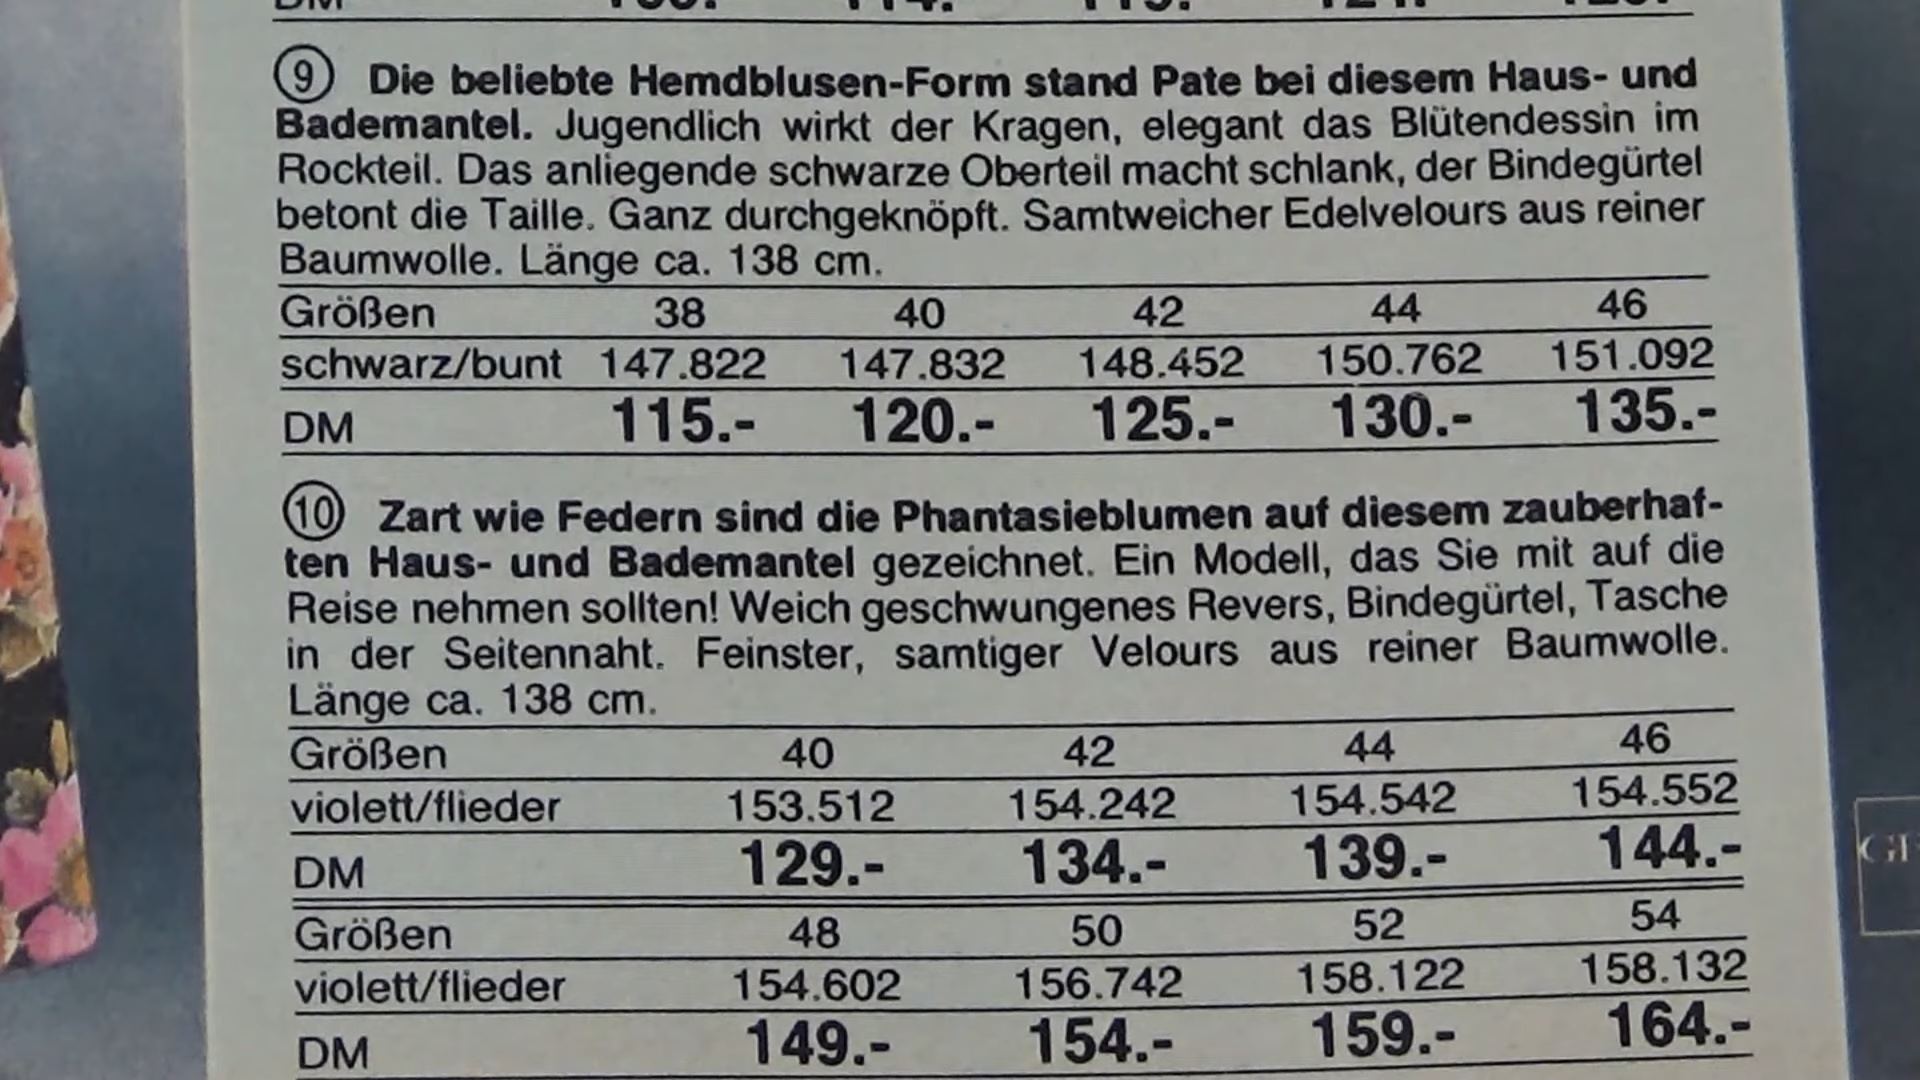 ⑨ Die beliebte Hemdblusen-Form stand Pate bei diesem Haus- und
Bademantel. Jugendlich wirkt der Kragen, elegant das Blütendessin im
Rockteil. Das anliegende schwarze Oberteil macht schlank, der Bindegürtel
betont die Taille. Ganz durchgeknöpft. Samtweicher Edelvelours aus reiner
Baumwolle. Länge ca. 138 cm.
Größen 38 40 42 44 46
schwarz/bunt 147.822 147.832 148.452 150.762 151.092
DM 115.- 120.- 125.- 130.- 135.-
⑩ Zart wie Federn sind die Phantasieblumen auf diesem zauberhaf-
ten Haus- und Bademantel gezeichnet. Ein Modell, das Sie mit auf die
Reise nehmen sollten! Weich geschwungenes Revers, Bindegürtel, Tasche
in der Seitennaht. Feinster, samtiger Velours aus reiner Baumwolle.
Länge ca. 138 cm.
Größen 40 42 44 46
violett/flieder 153.512 154.242 154.542 154.552
DM 129.- 134.- 139.- 144.-
Größen 48 50 52 54
violett/flieder 154.602 156.742 158.122 158.132
DM 149.- 154.- 159.- 164.-